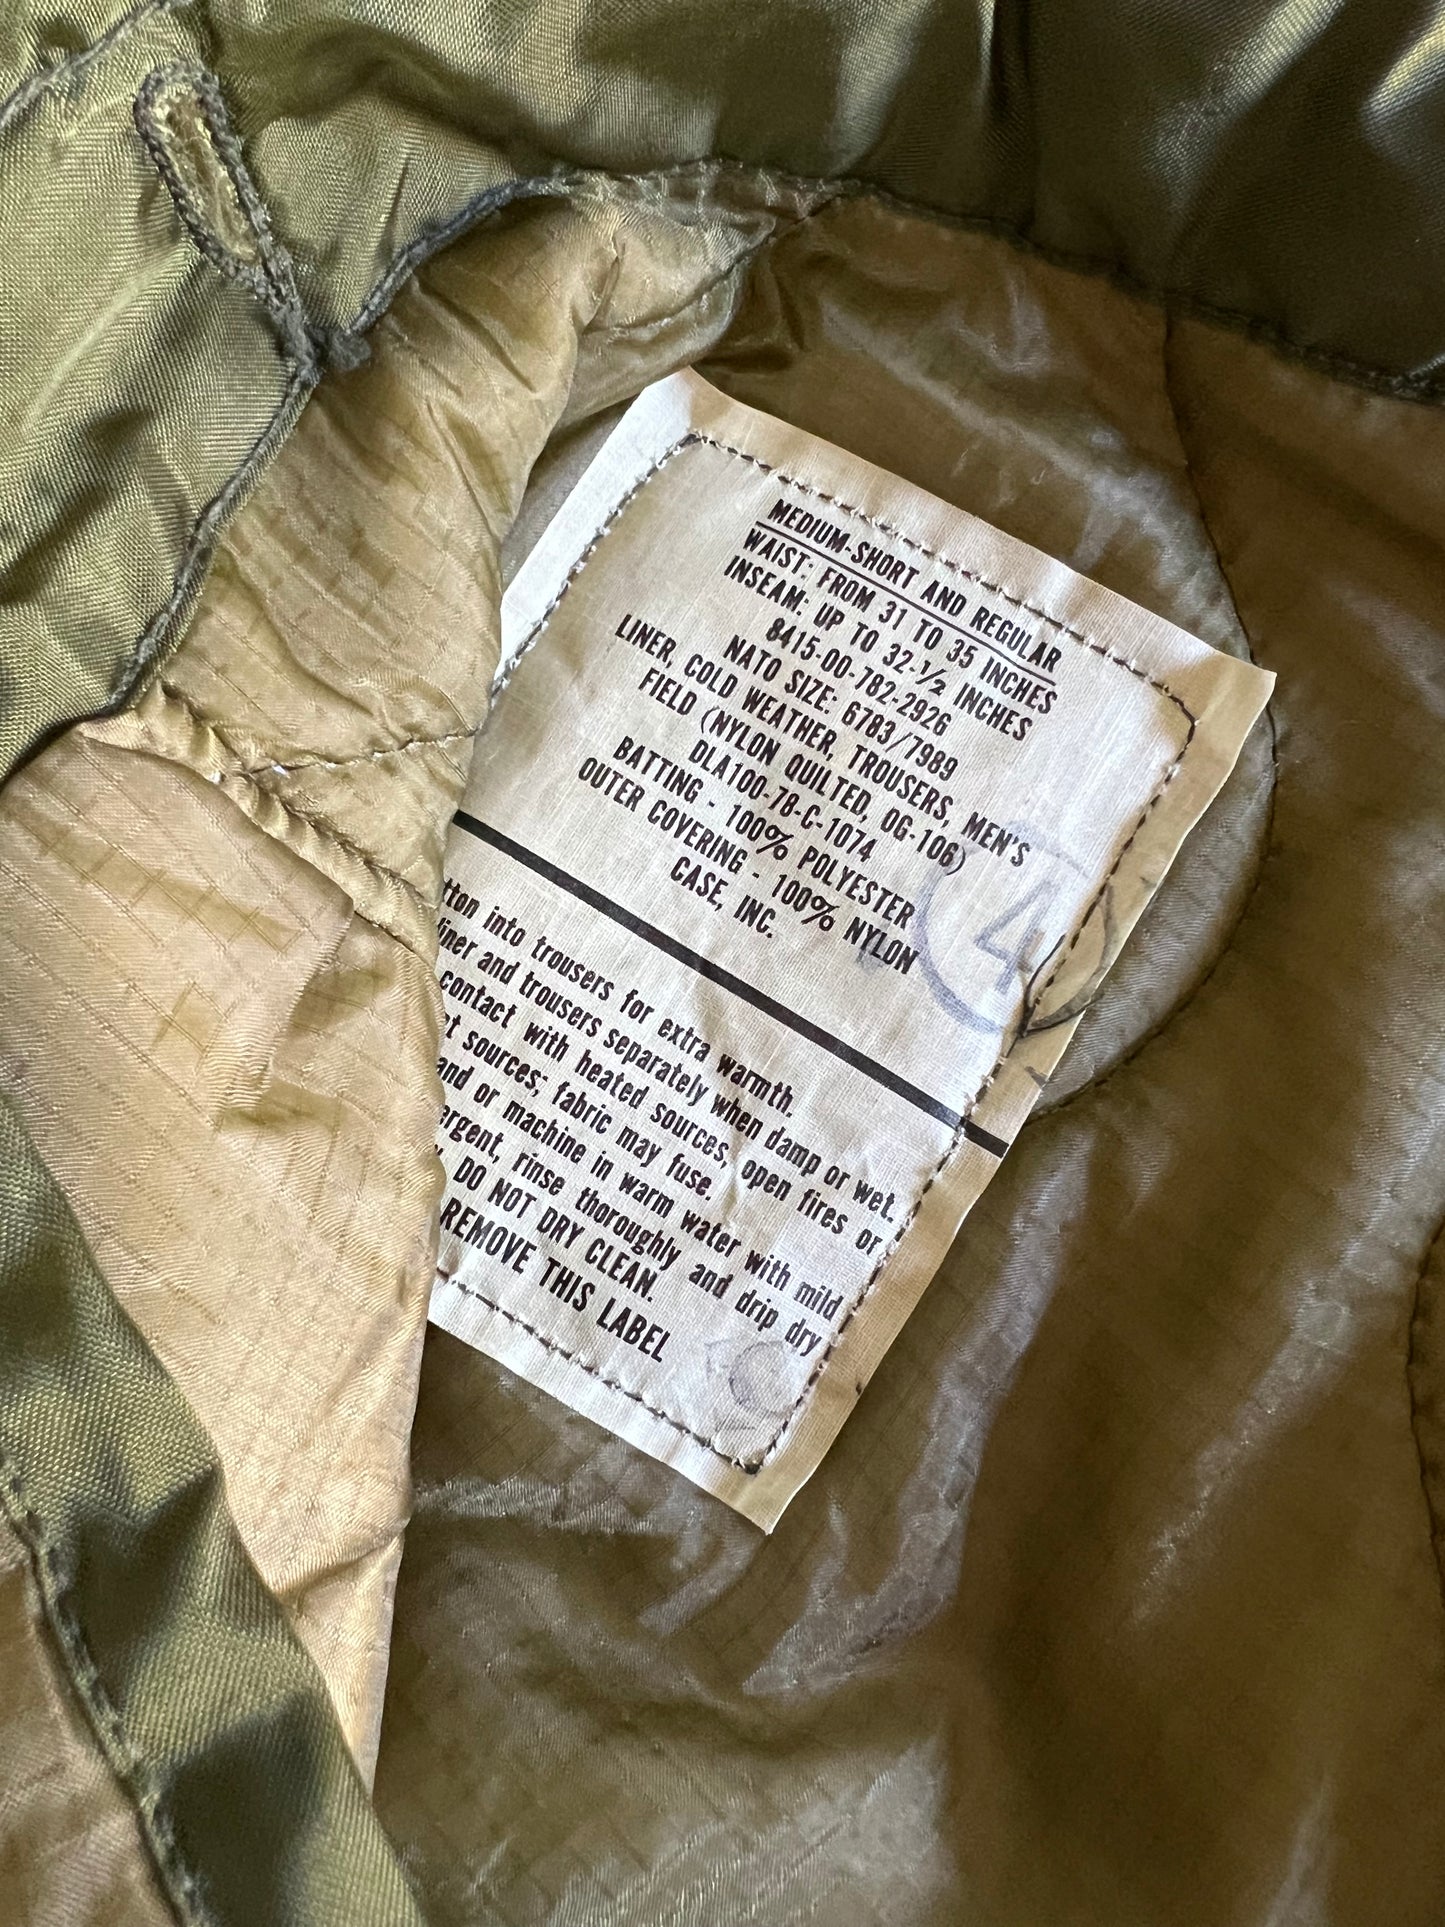 MEDIUM-SHORT AND REGULAR
WAIST: FROM 31 TO 35 INCHES
INSEAM: UP TO 32-1/2 INCHES
8415-00-782-2926
NATO SIZE: 6783/7989
LINER, COLD WEATHER, TROUSERS, MEN'S
FIELD (NYLON QUILTED, OG-106)
DLA100-78-C-1074
BATTING - 100% POLYESTER
OUTER COVERING - 100% NYLON
CASE, INC.
4
tton into trousers for extra warmth.
liner and trousers separately when damp or wet.
contact with heated sources, open fires or
t sources; fabric may fuse.
and or machine in warm water with mild
ergent, rinse thoroughly and drip dry
DO NOT DRY CLEAN.
REMOVE THIS LABEL